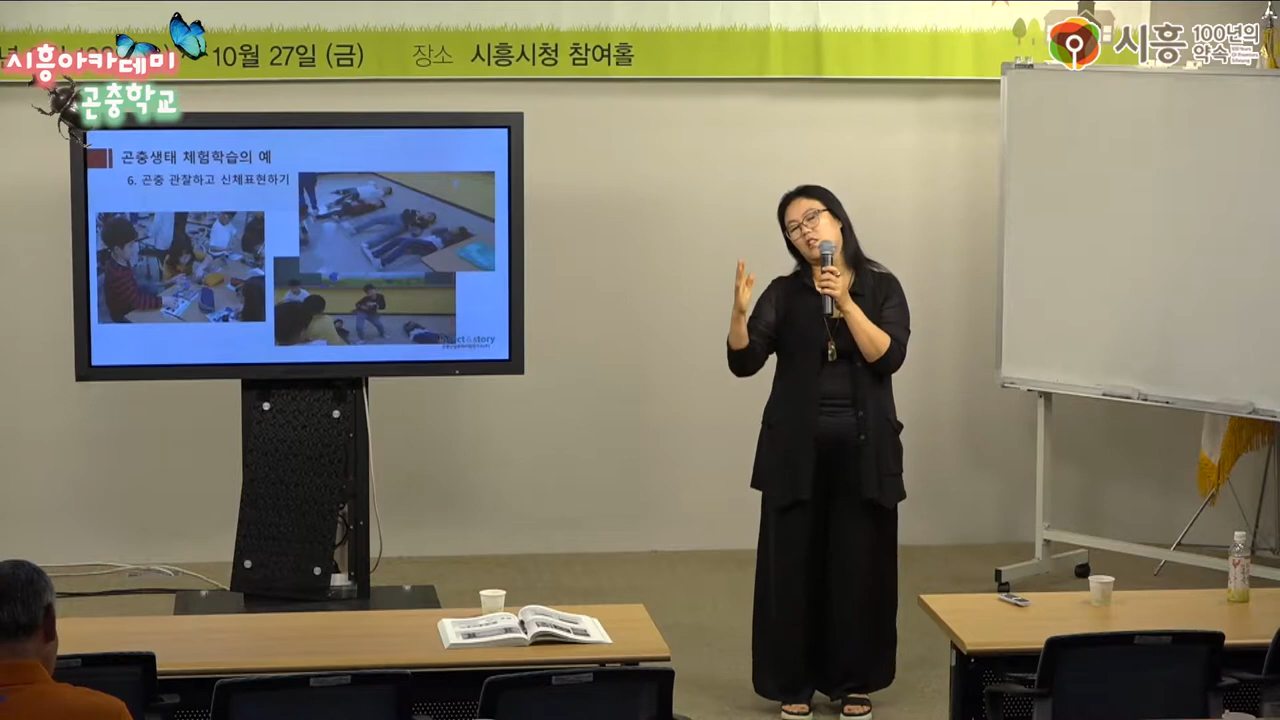 10월 27일 (금) 장소 시흥시청 참여홀
시흥아카데미
곤충학교
시흥 100년의
약속
곤충생태 체험학습의 예
6. 곤충 관찰하고 신체표현하기
story